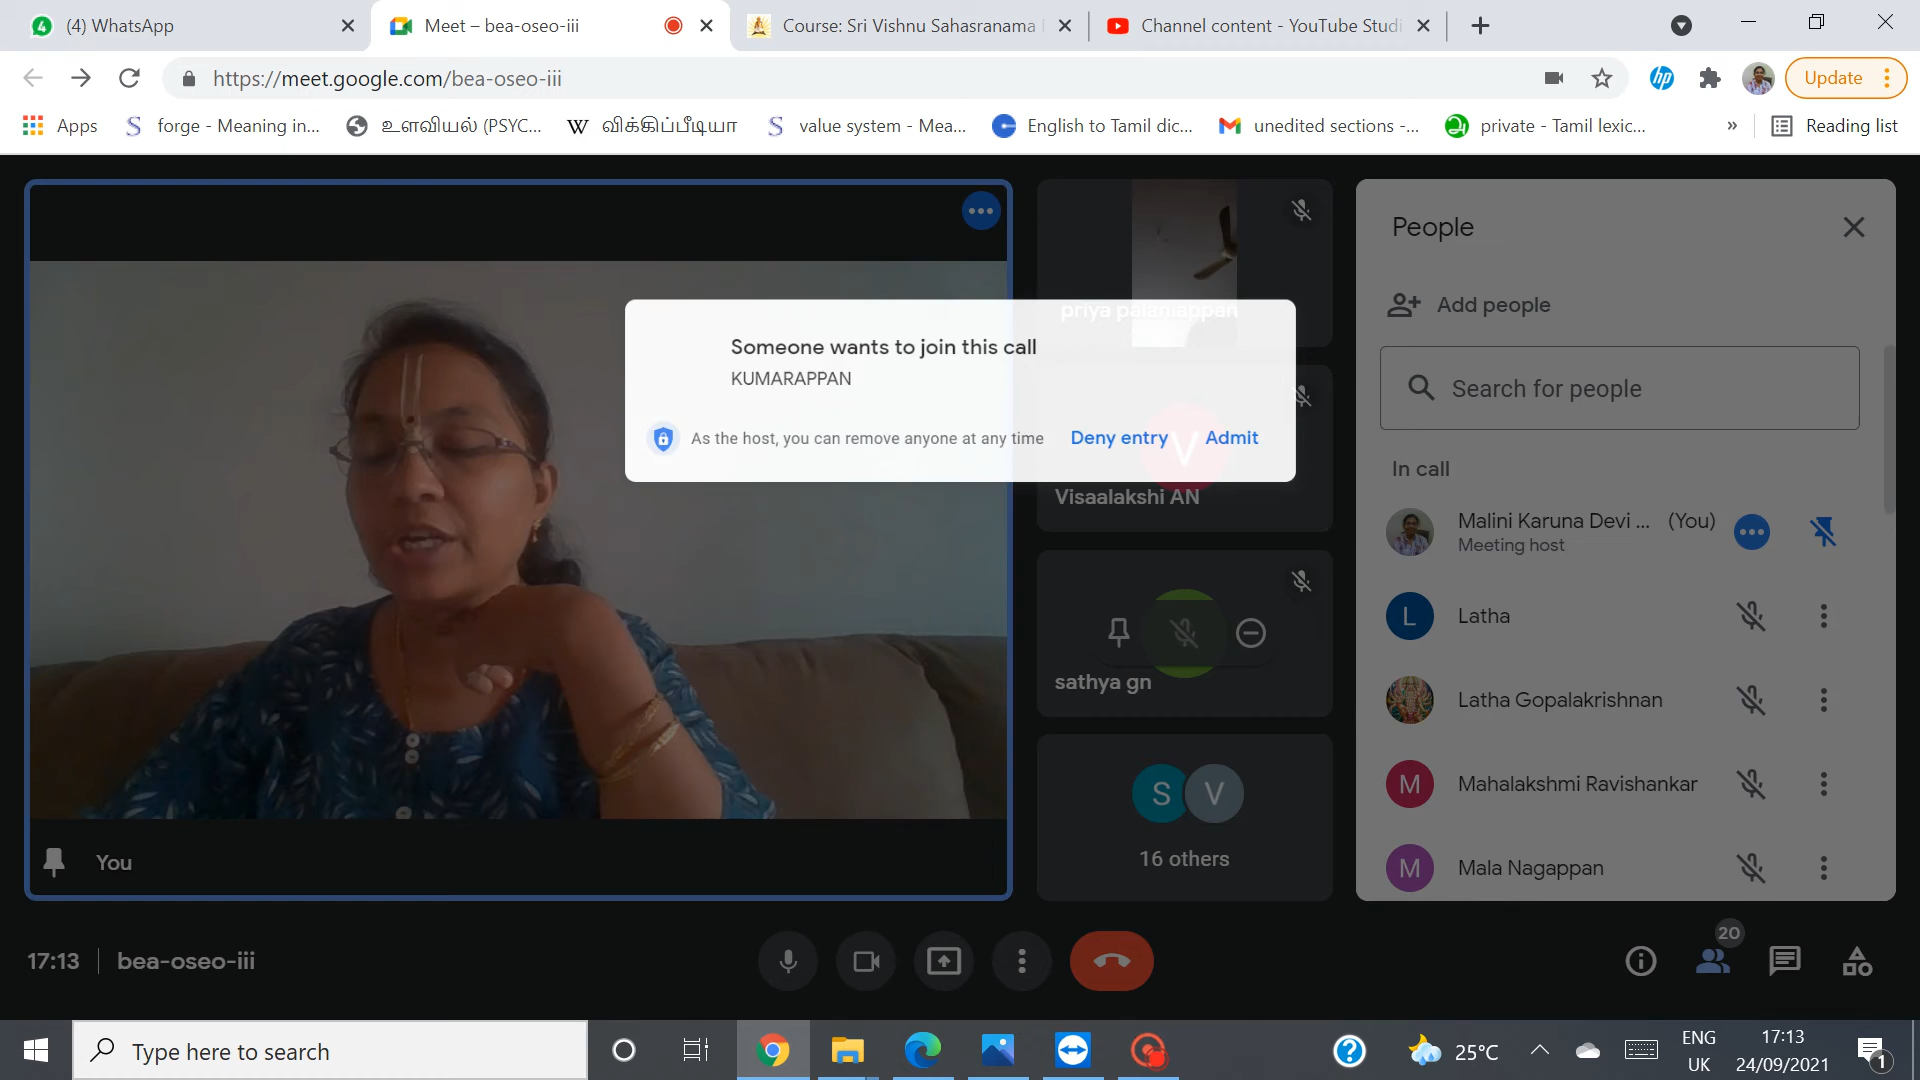 (4) WhatsApp
Meet – bea-oseo-iii
Course: Sri Vishnu Sahasranama
Channel content - YouTube Studi
https://meet.google.com/bea-oseo-iii
Update
Apps
forge - Meaning in...
உளவியல் (PSYC...
விக்கிப்பீடியா
value system - Mea...
English to Tamil dic...
unedited sections -...
private - Tamil lexic...
»
Reading list
priya palaniappan
Someone wants to join this call
KUMARAPPAN
As the host, you can remove anyone at any time
Deny entry
Admit
V
Visaalakshi AN
sathya gn
S V
16 others
You
People
Add people
Search for people
In call
Malini Karuna Devi ... (You)
Meeting host
L Latha
Latha Gopalakrishnan
M Mahalakshmi Ravishankar
M Mala Nagappan
17:13 | bea-oseo-iii
20
Type here to search
25°C
ENG
UK
17:13
24/09/2021
1